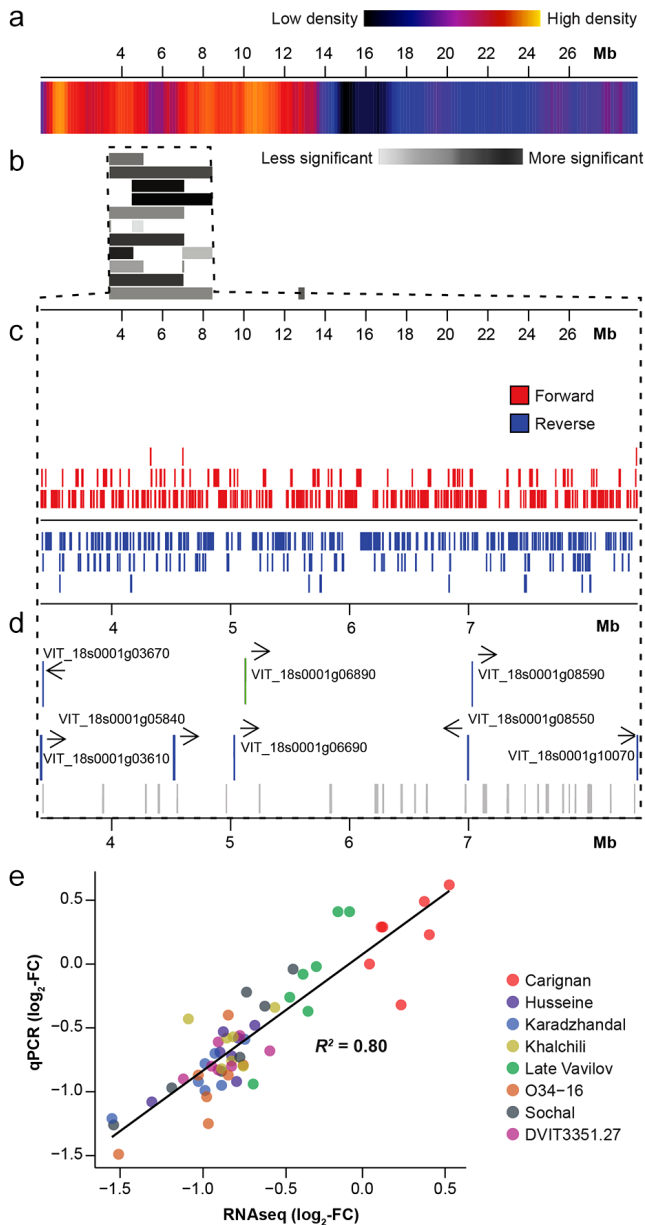 a
Low density High density
4 6 8 10 12 14 16 18 20 22 24 26 Mb
b
Less significant More significant
4 6 8 10 12 14 16 18 20 22 24 26 Mb
c
Forward
Reverse
4 5 6 7 Mb
d
VIT_18s0001g03670
VIT_18s0001g06890 VIT_18s0001g08590
VIT_18s0001g05840 VIT_18s0001g08550
VIT_18s0001g03610 VIT_18s0001g06690 VIT_18s0001g10070
4 5 6 7 Mb
e
0.5
0.0
−0.5
−1.0
−1.5
qPCR (log2-FC)
R² = 0.80
Carignan
Husseine
Karadzhandal
Khalchili
Late Vavilov
O34−16
Sochal
DVIT3351.27
−1.5 −1.0 −0.5 0.0 0.5
RNAseq (log2-FC)